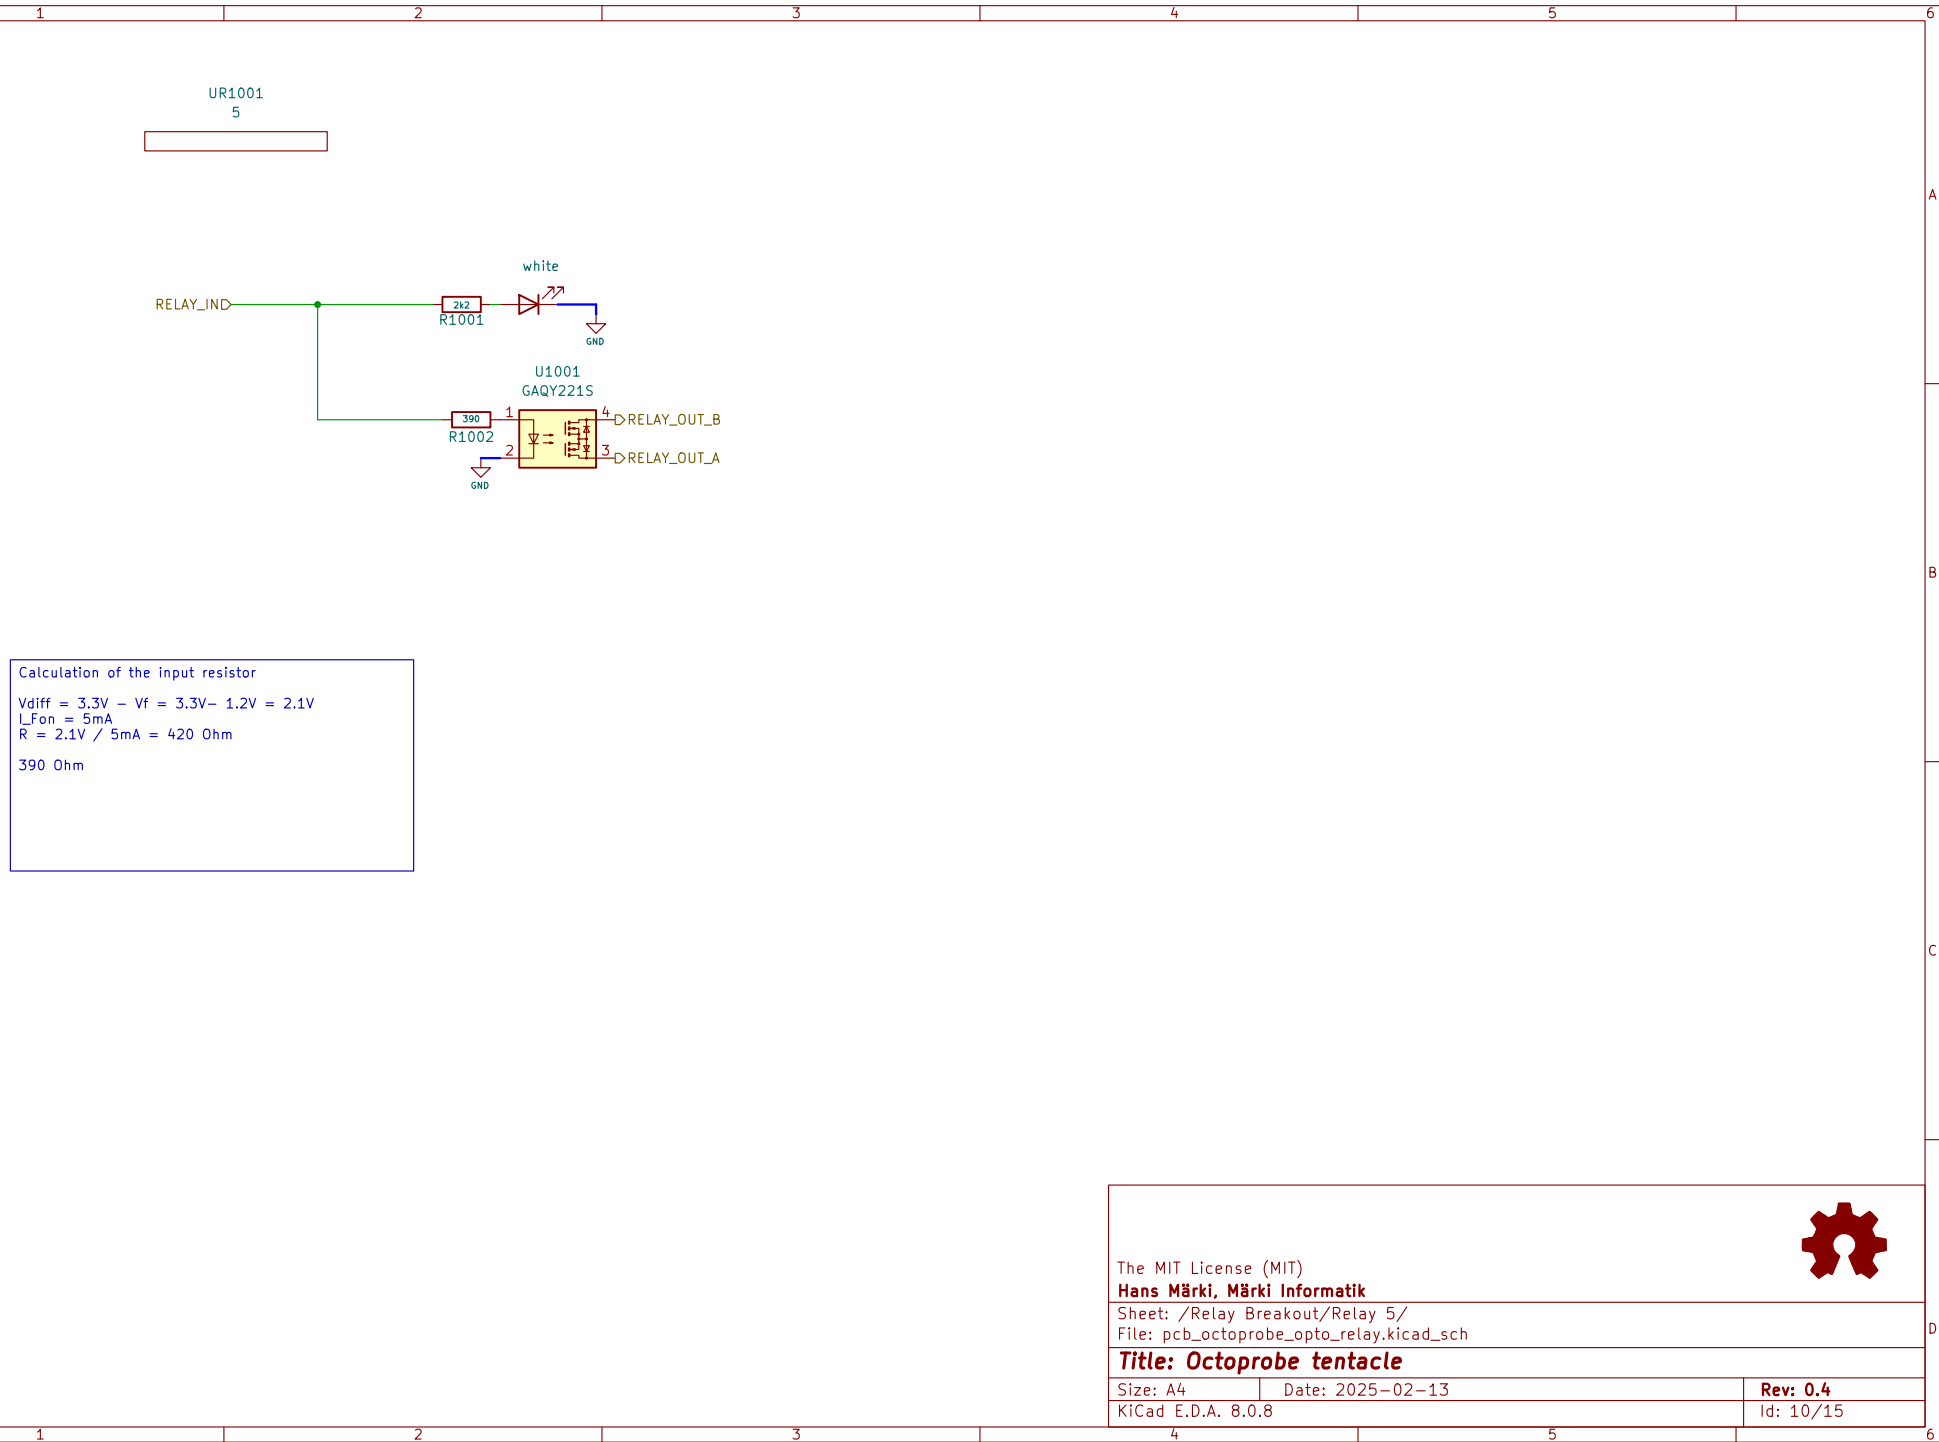 1 2 3 4 5 6
UR1001
5
A
white
RELAY_IN
2k2
R1001
GND
U1001
GAQY221S
390
1
4
RELAY_OUT_B
R1002
2
3
RELAY_OUT_A
GND
B
Calculation of the input resistor
Vdiff = 3.3V - Vf = 3.3V- 1.2V = 2.1V
I_Fon = 5mA
R = 2.1V / 5mA = 420 Ohm
390 Ohm
C
The MIT License (MIT)
Hans Märki, Märki Informatik
Sheet: /Relay Breakout/Relay 5/
File: pcb_octoprobe_opto_relay.kicad_sch
D
Title: Octoprobe tentacle
Size: A4 Date: 2025-02-13 Rev: 0.4
KiCad E.D.A. 8.0.8 Id: 10/15
1 2 3 4 5 6